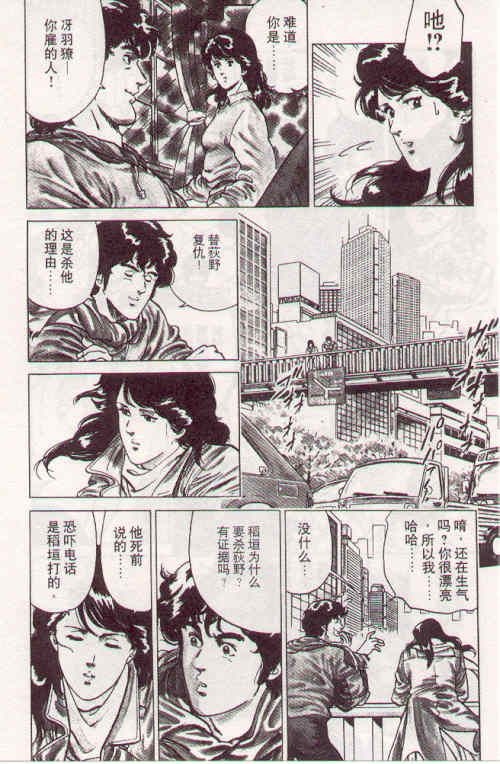 吔!?
难道
你是……
冴羽獠—
你雇的人！
替荻野
复仇！
这是杀他
的理由……
唷，还在生气
吗？你很漂亮
，所以我……
哈哈……
没什么…
稻垣为什么
要杀荻野？
有证据吗？
他死前
说的……
恐吓电话
是稻垣打的。